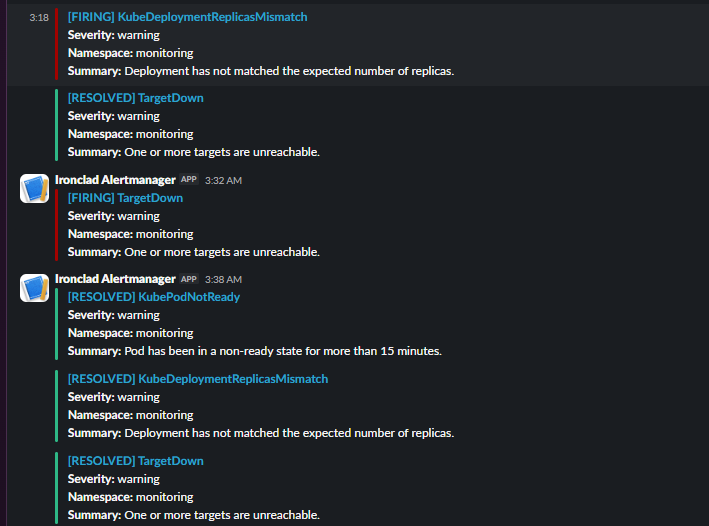 3:18
[FIRING] KubeDeploymentReplicasMismatch
Severity: warning
Namespace: monitoring
Summary: Deployment has not matched the expected number of replicas.
[RESOLVED] TargetDown
Severity: warning
Namespace: monitoring
Summary: One or more targets are unreachable.
Ironclad Alertmanager APP 3:32 AM
[FIRING] TargetDown
Severity: warning
Namespace: monitoring
Summary: One or more targets are unreachable.
Ironclad Alertmanager APP 3:38 AM
[RESOLVED] KubePodNotReady
Severity: warning
Namespace: monitoring
Summary: Pod has been in a non-ready state for more than 15 minutes.
[RESOLVED] KubeDeploymentReplicasMismatch
Severity: warning
Namespace: monitoring
Summary: Deployment has not matched the expected number of replicas.
[RESOLVED] TargetDown
Severity: warning
Namespace: monitoring
Summary: One or more targets are unreachable.